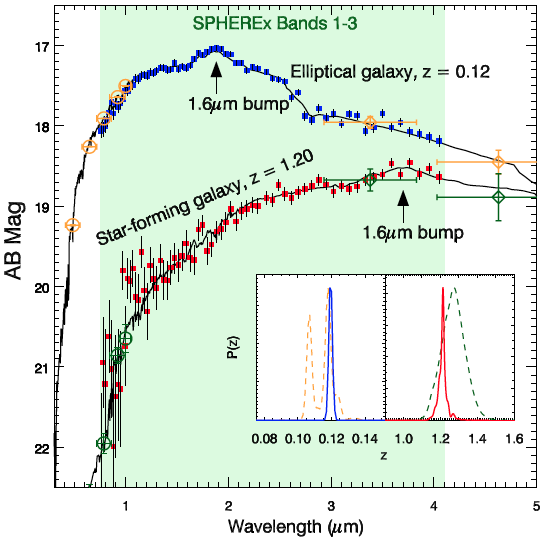 SPHEREx Bands 1-3
17
18
19
20
21
22
AB Mag
Elliptical galaxy, z = 0.12
1.6μm bump
Star-forming galaxy, z = 1.20
1.6μm bump
P(z)
0.08 0.10 0.12 0.14 1.0 1.2 1.4 1.6
z
1 2 3 4 5
Wavelength (μm)